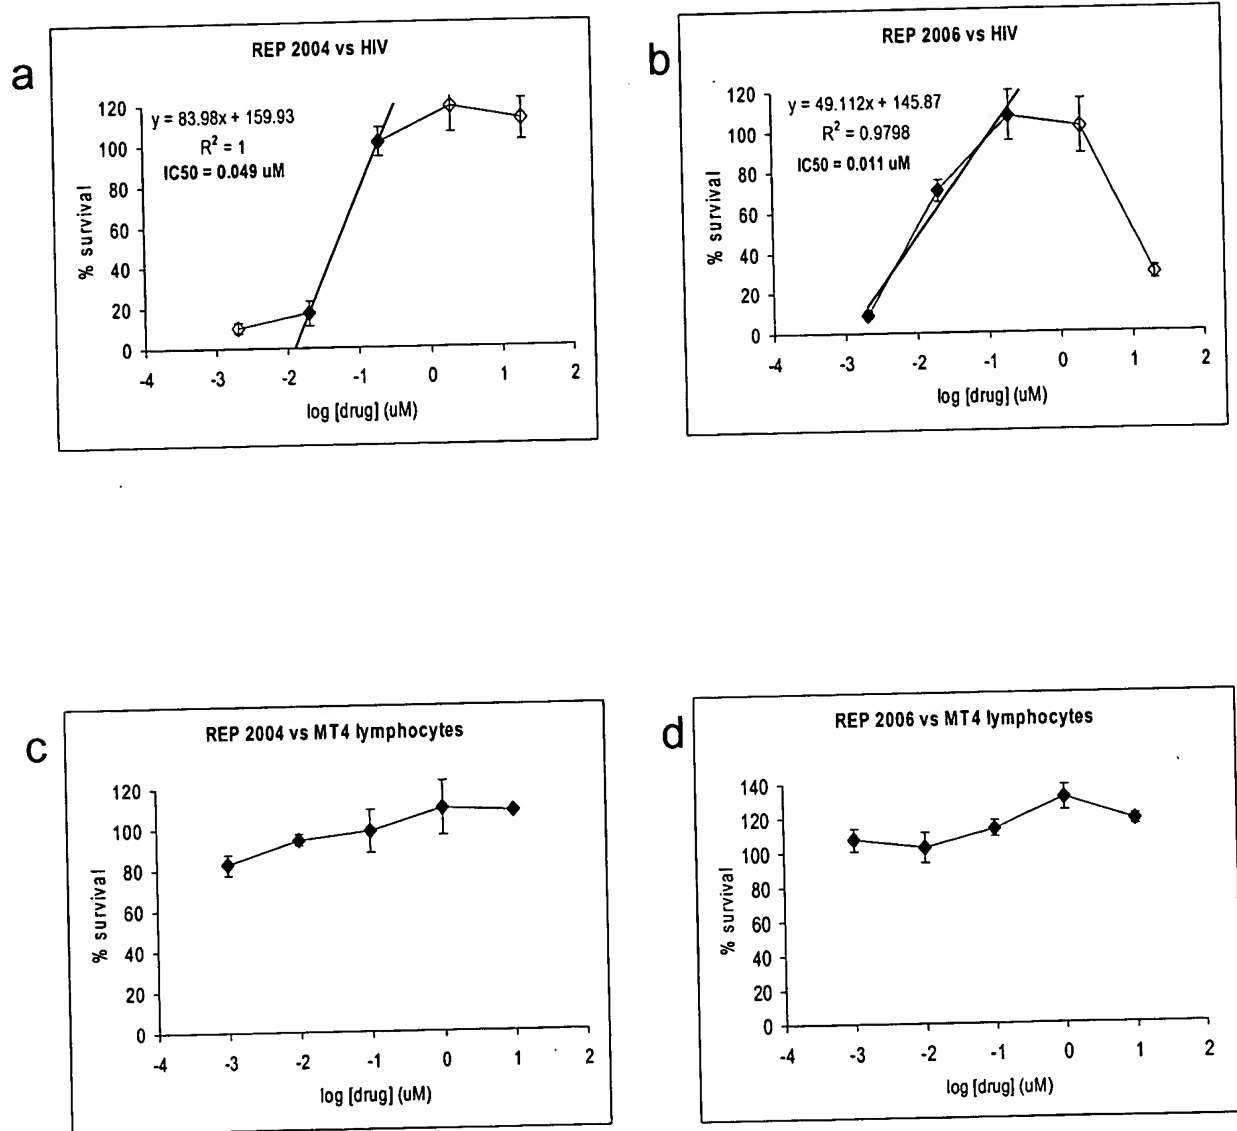 a
REP 2004 vs HIV
y = 83.98x + 159.93
R² = 1
IC50 = 0.049 uM
% survival
120
100
80
60
40
20
0
-4 -3 -2 -1 0 1 2
log [drug] (uM)
b
REP 2006 vs HIV
y = 49.112x + 145.87
R² = 0.9798
IC50 = 0.011 uM
% survival
120
100
80
60
40
20
0
-4 -3 -2 -1 0 1 2
log [drug] (uM)
c
REP 2004 vs MT4 lymphocytes
% survival
120
100
80
60
40
20
0
-4 -3 -2 -1 0 1 2
log [drug] (uM)
d
REP 2006 vs MT4 lymphocytes
% survival
140
120
100
80
60
40
20
0
-4 -3 -2 -1 0 1 2
log [drug] (uM)